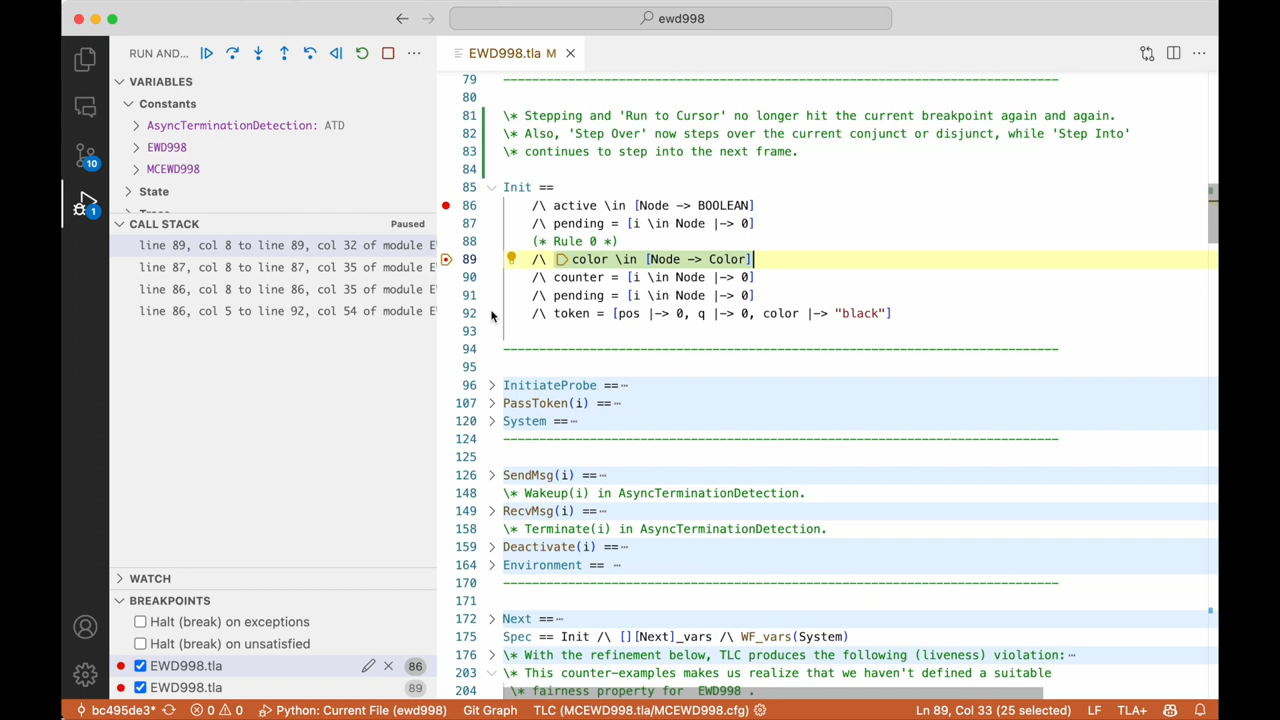 ewd998
RUN AND...
EWD998.tla M
VARIABLES
Constants
AsyncTerminationDetection: ATD
EWD998
MCEWD998
State
CALL STACK Paused
line 89, col 8 to line 89, col 32 of module E
line 87, col 8 to line 87, col 35 of module E
line 86, col 8 to line 86, col 35 of module E
line 86, col 5 to line 92, col 54 of module E
WATCH
BREAKPOINTS
Halt (break) on exceptions
Halt (break) on unsatisfied
EWD998.tla 86
EWD998.tla 89
10
1
79 --------------------------------------------------------------------------
80
81 \* Stepping and 'Run to Cursor' no longer hit the current breakpoint again and again.
82 \* Also, 'Step Over' now steps over the current conjunct or disjunct, while 'Step Into'
83 \* continues to step into the next frame.
84
85 Init ==
86 /\ active \in [Node -> BOOLEAN]
87 /\ pending = [i \in Node |-> 0]
88 (* Rule 0 *)
89 /\ color \in [Node -> Color]
90 /\ counter = [i \in Node |-> 0]
91 /\ pending = [i \in Node |-> 0]
92 /\ token = [pos |-> 0, q |-> 0, color |-> "black"]
93
94 --------------------------------------------------------------------------
95
96 InitiateProbe ==⋯
107 PassToken(i) ==⋯
120 System ==⋯
124 --------------------------------------------------------------------------
125
126 SendMsg(i) ==⋯
148 \* Wakeup(i) in AsyncTerminationDetection.
149 RecvMsg(i) ==⋯
158 \* Terminate(i) in AsyncTerminationDetection.
159 Deactivate(i) ==⋯
164 Environment == ⋯
170 --------------------------------------------------------------------------
171
172 Next ==⋯
175 Spec == Init /\ [][Next]_vars /\ WF_vars(System)
176 \* With the refinement below, TLC produces the following (liveness) violation:⋯
203 \* This counter-examples makes us realize that we haven't defined a suitable
204 \* fairness property for EWD998 .
bc495de3* 0 0 Python: Current File (ewd998) Git Graph TLC (MCEWD998.tla/MCEWD998.cfg) Ln 89, Col 33 (25 selected) LF TLA+